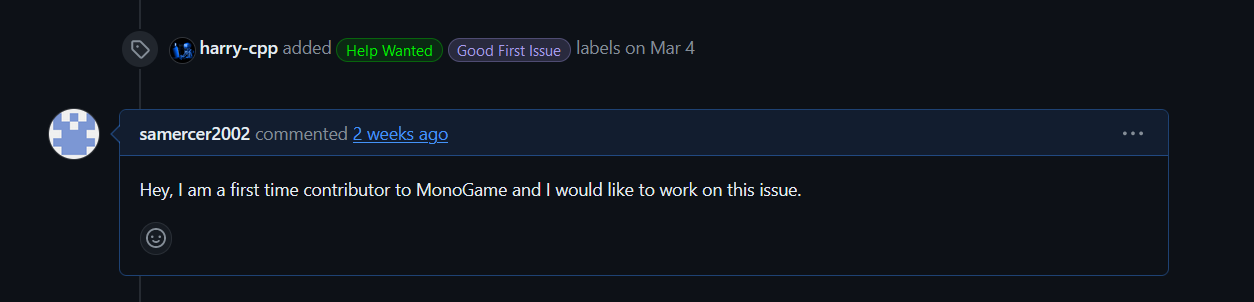 harry-cpp added Help Wanted Good First Issue labels on Mar 4
samercer2002 commented 2 weeks ago
Hey, I am a first time contributor to MonoGame and I would like to work on this issue.